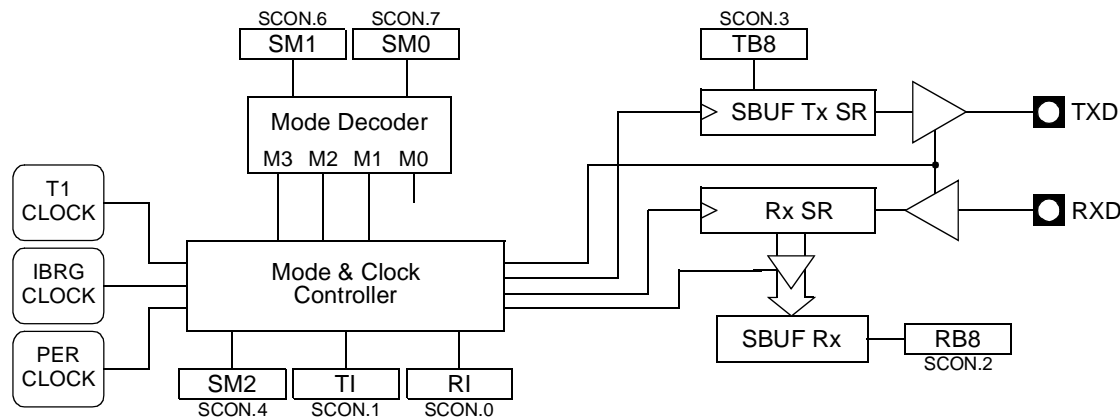 SCON.6
SCON.7
SCON.3
SM1
SM0
TB8
Mode Decoder
M3
M2
M1
M0
SBUF Tx SR
TXD
T1
CLOCK
Rx SR
RXD
IBRG
CLOCK
Mode & Clock
Controller
PER
CLOCK
SBUF Rx
RB8
SCON.2
SM2
TI
RI
SCON.4
SCON.1
SCON.0